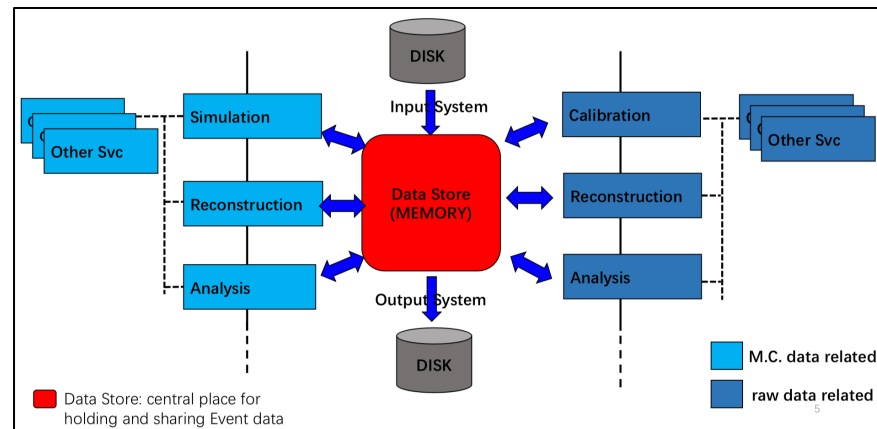 DISK
Input System
Simulation
Calibration
Other Svc
Other Svc
Data Store
(MEMORY)
Reconstruction
Reconstruction
Analysis
Analysis
Output System
DISK
M.C. data related
raw data related
Data Store: central place for
holding and sharing Event data
5